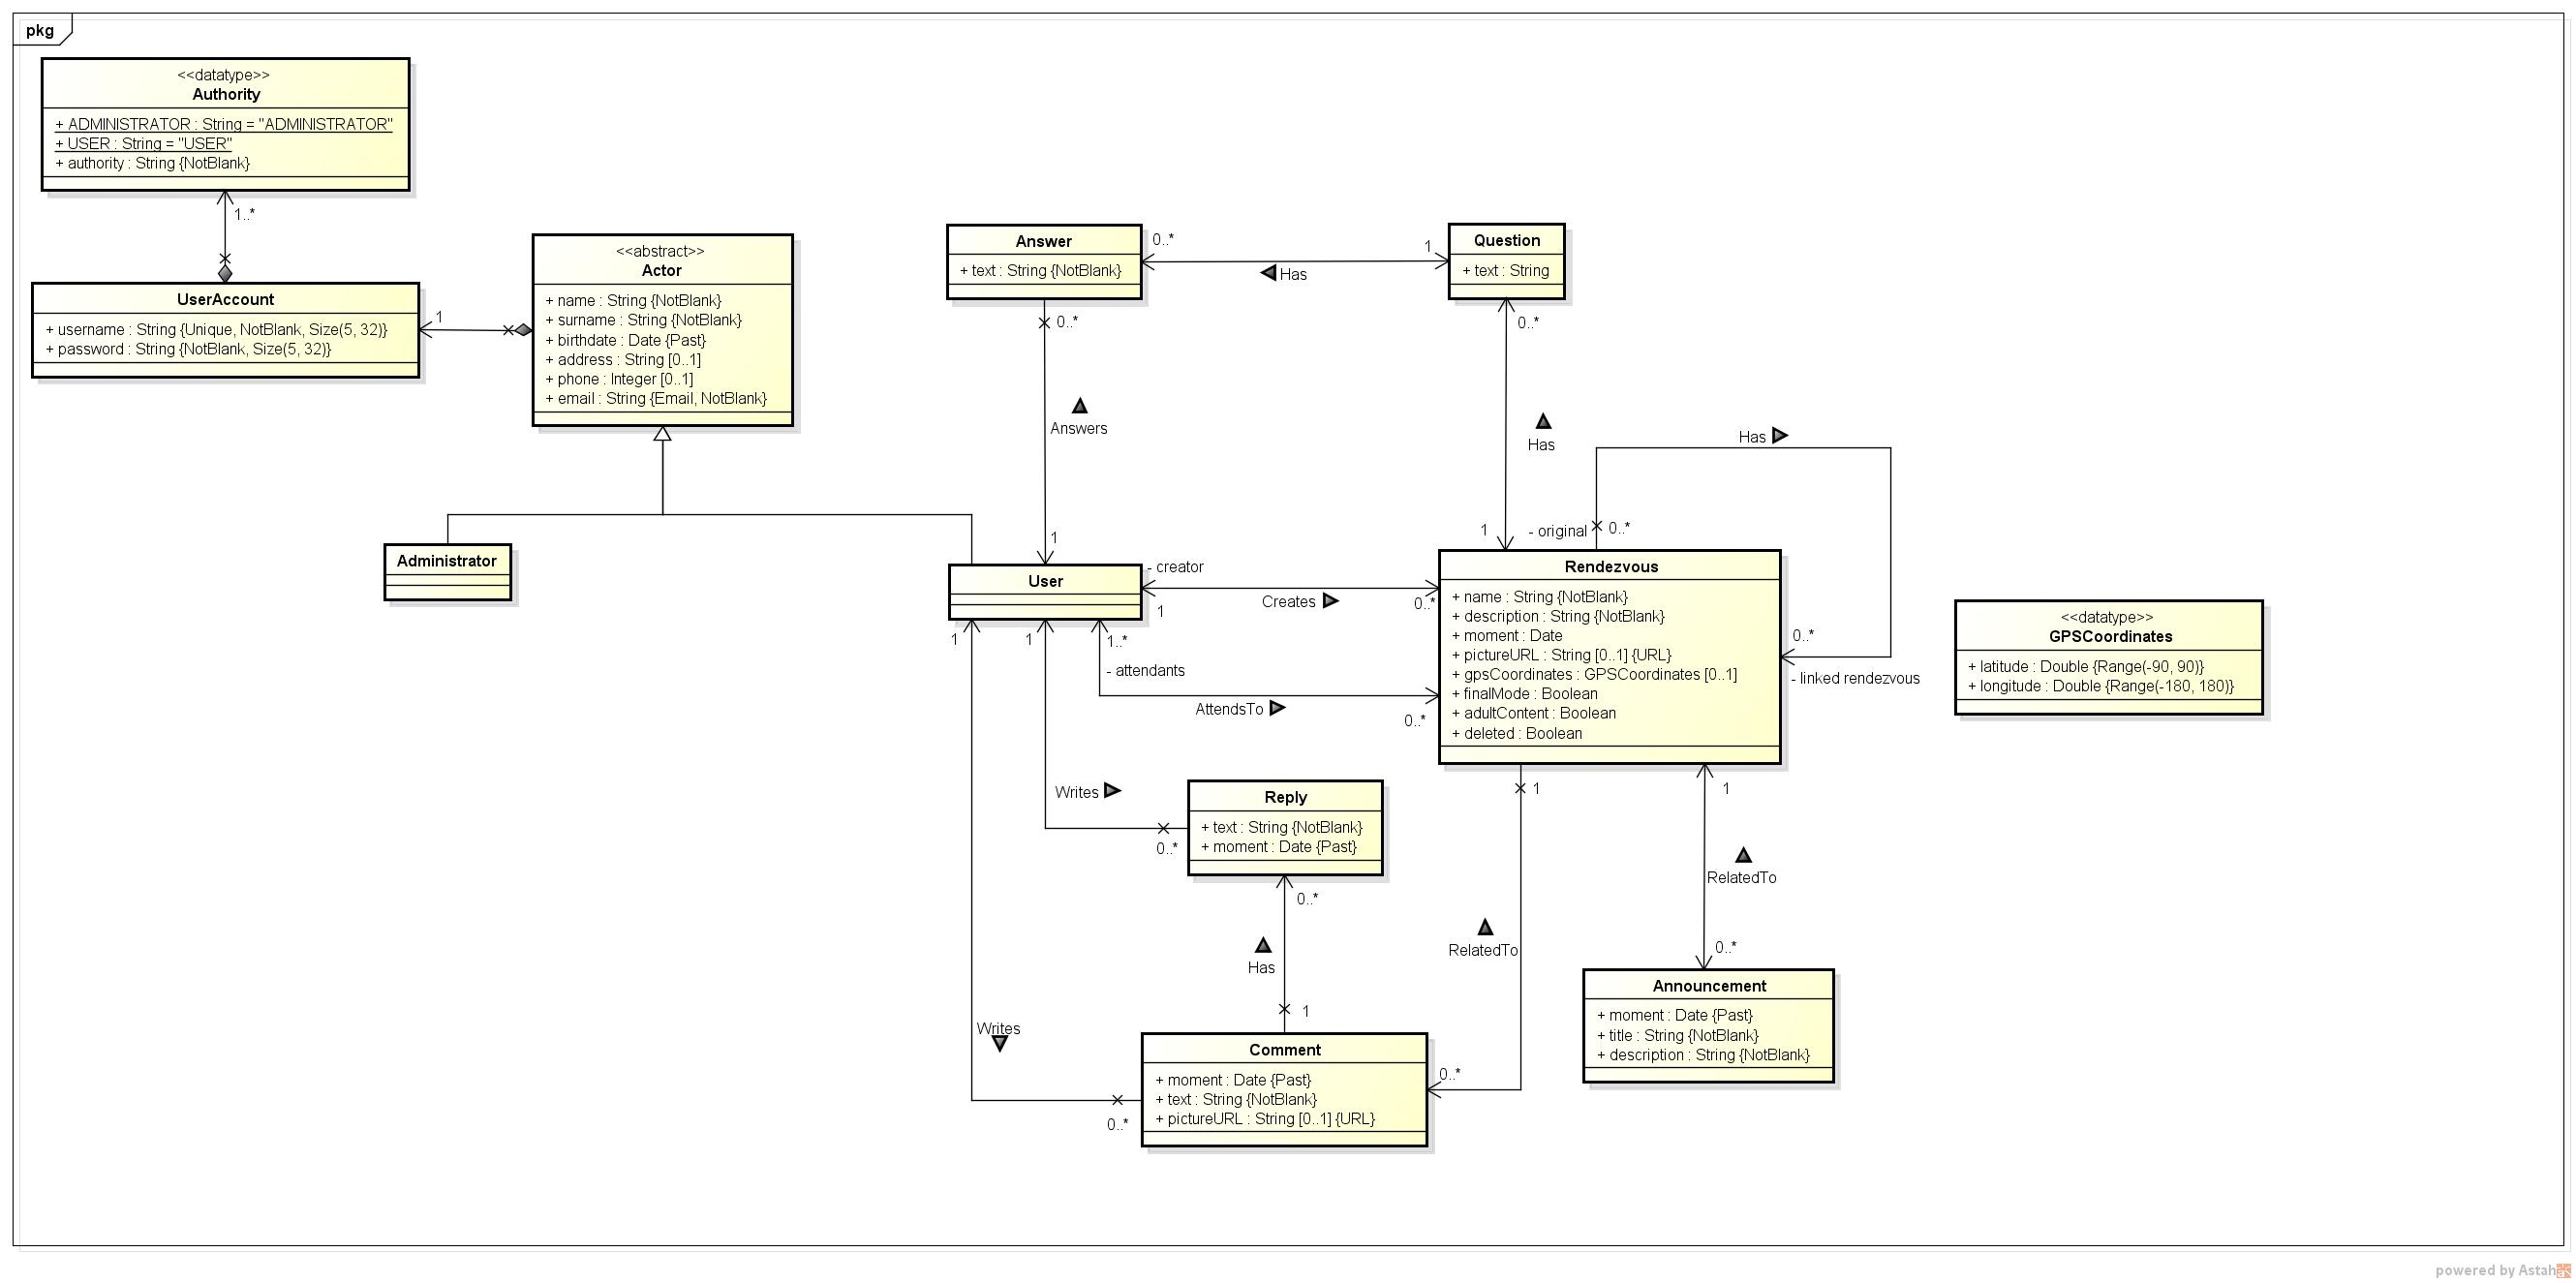 pkg
<<datatype>>
Authority
+ ADMINISTRATOR : String = "ADMINISTRATOR"
+ USER : String = "USER"
+ authority : String {NotBlank}
1..*
UserAccount
+ username : String {Unique, NotBlank, Size(5, 32)}
+ password : String {NotBlank, Size(5, 32)}
1
<<abstract>>
Actor
+ name : String {NotBlank}
+ surname : String {NotBlank}
+ birthdate : Date {Past}
+ address : String [0..1]
+ phone : Integer [0..1]
+ email : String {Email, NotBlank}
Administrator
Answer
+ text : String {NotBlank}
0..*
1
Has
Question
+ text : String
0..*
0..*
Answers
1
Has
1
- original
0..*
Has
User
- creator
1
Creates
0..*
1
1
1..*
- attendants
AttendsTo
0..*
Rendezvous
+ name : String {NotBlank}
+ description : String {NotBlank}
+ moment : Date
+ pictureURL : String [0..1] {URL}
+ gpsCoordinates : GPSCoordinates [0..1]
+ finalMode : Boolean
+ adultContent : Boolean
+ deleted : Boolean
0..*
- linked rendezvous
<<datatype>>
GPSCoordinates
+ latitude : Double {Range(-90, 90)}
+ longitude : Double {Range(-180, 180)}
Writes
0..*
Reply
+ text : String {NotBlank}
+ moment : Date {Past}
0..*
Has
1
1
RelatedTo
0..*
1
RelatedTo
0..*
Writes
0..*
Comment
+ moment : Date {Past}
+ text : String {NotBlank}
+ pictureURL : String [0..1] {URL}
Announcement
+ moment : Date {Past}
+ title : String {NotBlank}
+ description : String {NotBlank}
powered by Astah